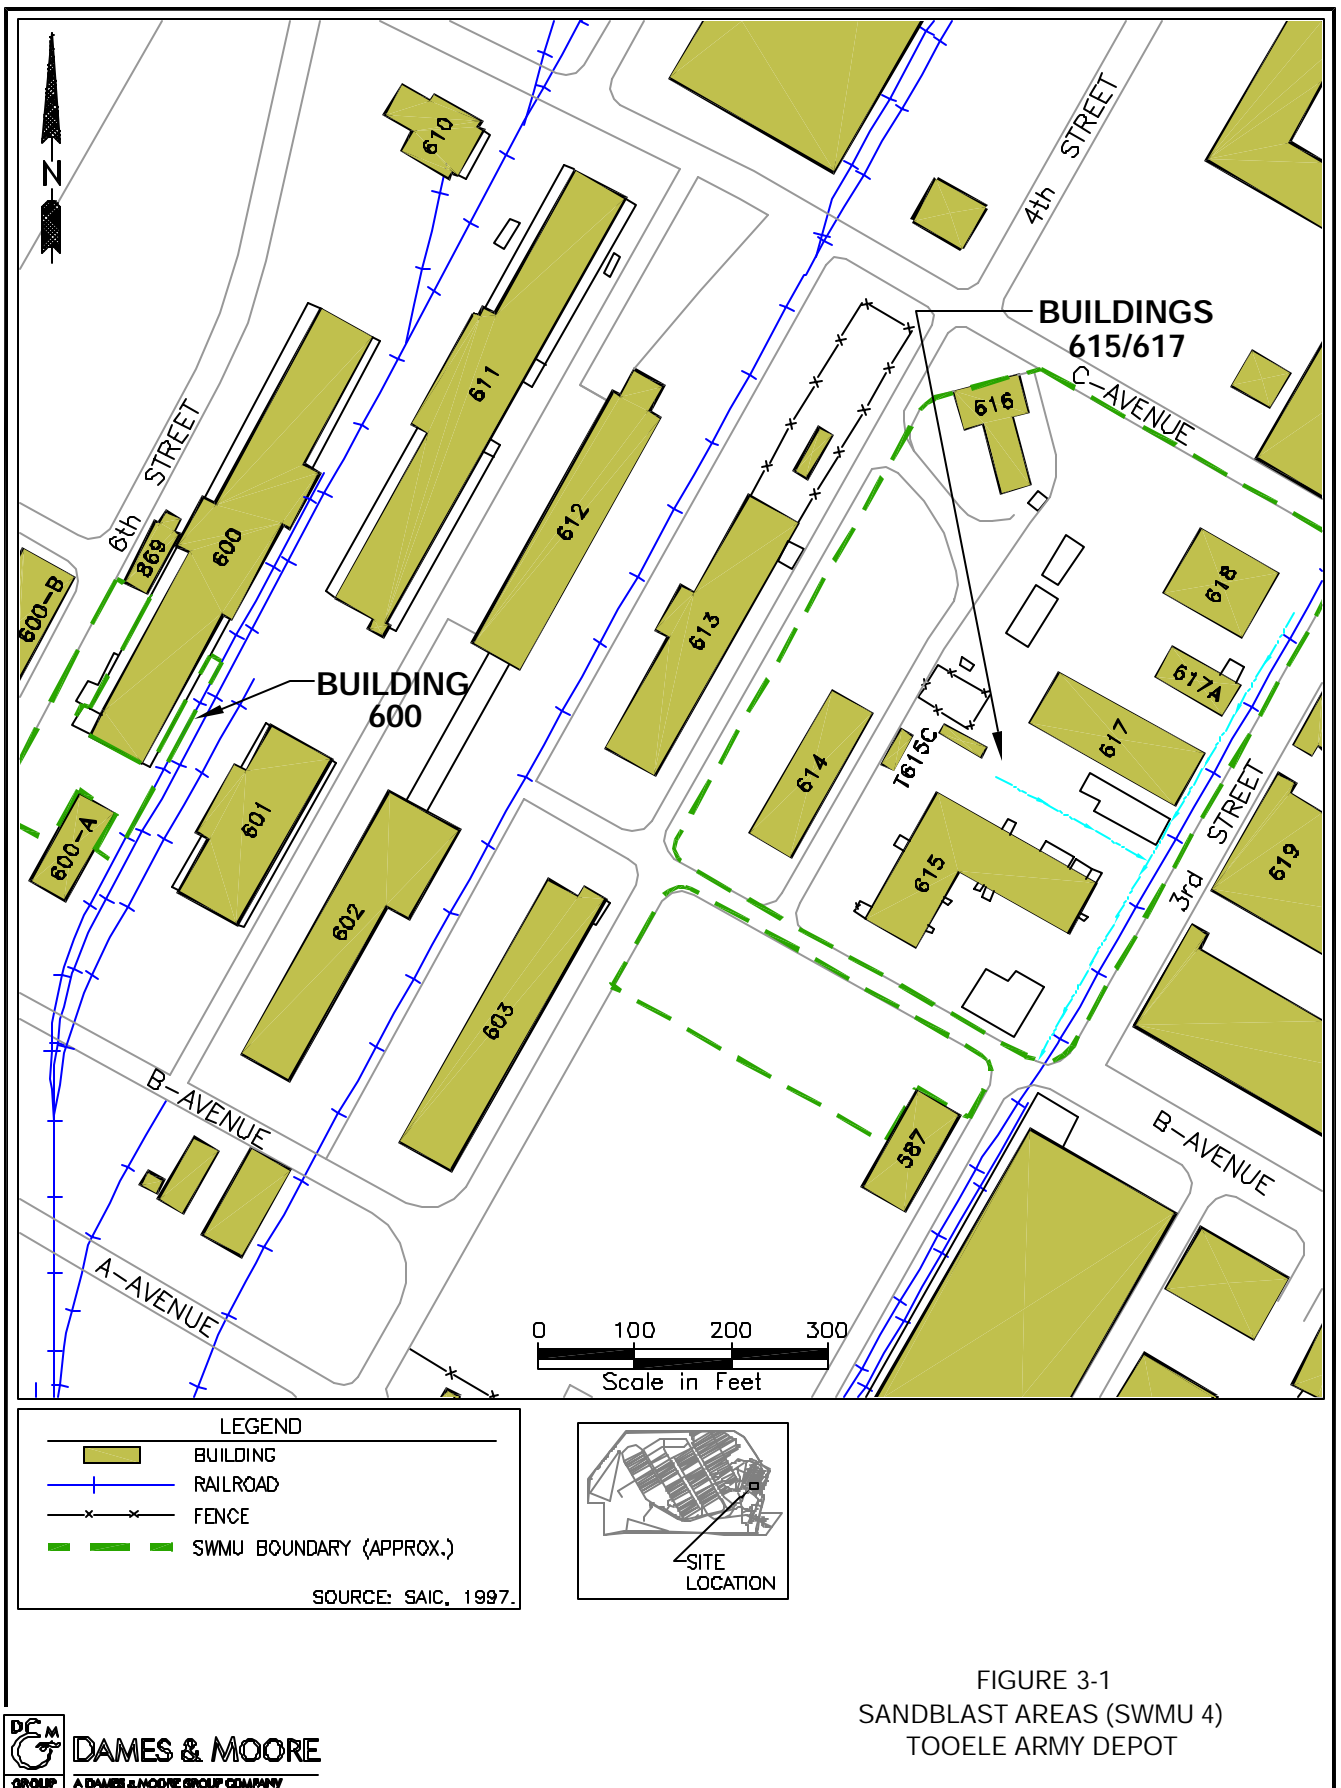 N
610
4th STREET
BUILDINGS
615/617
C-AVENUE
616
611
6th STREET
869
600
600-B
612
613
618
617A
617
BUILDING
600
614
T615C
601
600-A
615
3rd STREET
619
602
603
B-AVENUE
587
B-AVENUE
A-AVENUE
0 100 200 300
Scale in Feet
LEGEND
BUILDING
RAILROAD
FENCE
SWMU BOUNDARY (APPROX.)
SOURCE: SAIC, 1997.
SITE
LOCATION
FIGURE 3-1
SANDBLAST AREAS (SWMU 4)
TOOELE ARMY DEPOT
DAMES & MOORE
GROUP A DAMES & MOORE GROUP COMPANY